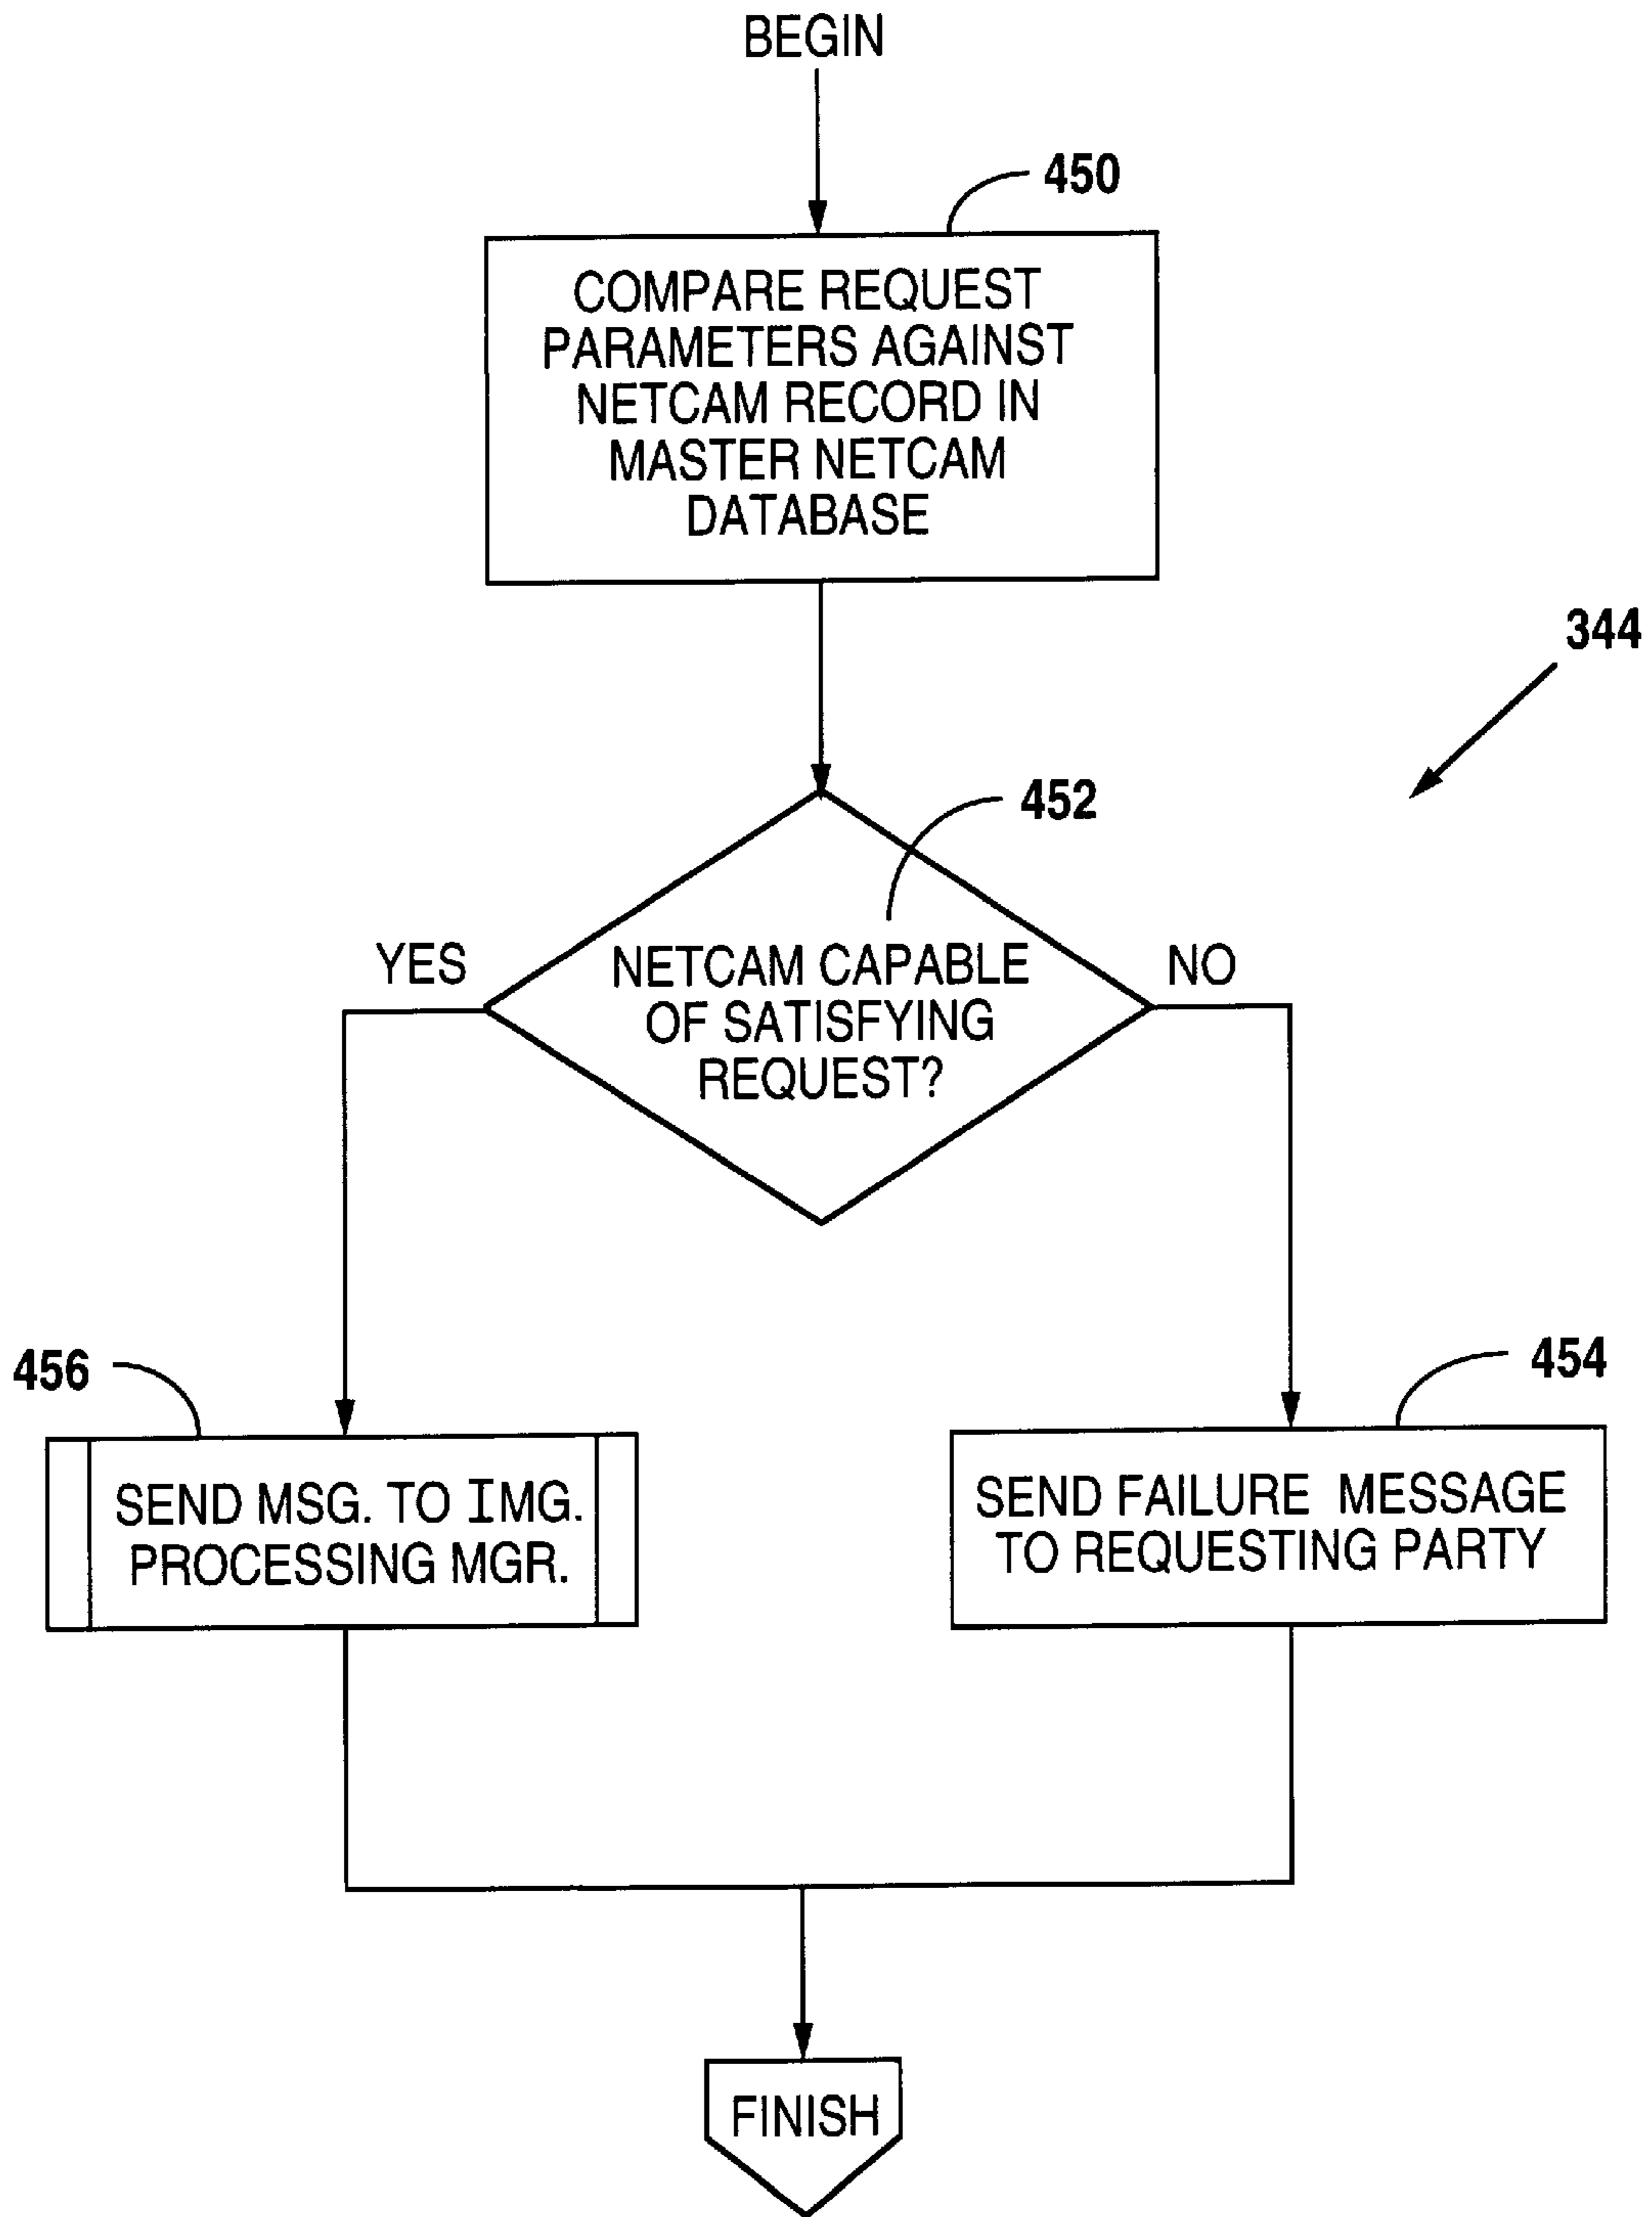 BEGIN
450
COMPARE REQUEST
PARAMETERS AGAINST
NETCAM RECORD IN
MASTER NETCAM
DATABASE
344
452
YES
NETCAM CAPABLE
OF SATISFYING
REQUEST?
NO
456
SEND MSG. TO IMG.
PROCESSING MGR.
454
SEND FAILURE MESSAGE
TO REQUESTING PARTY
FINISH